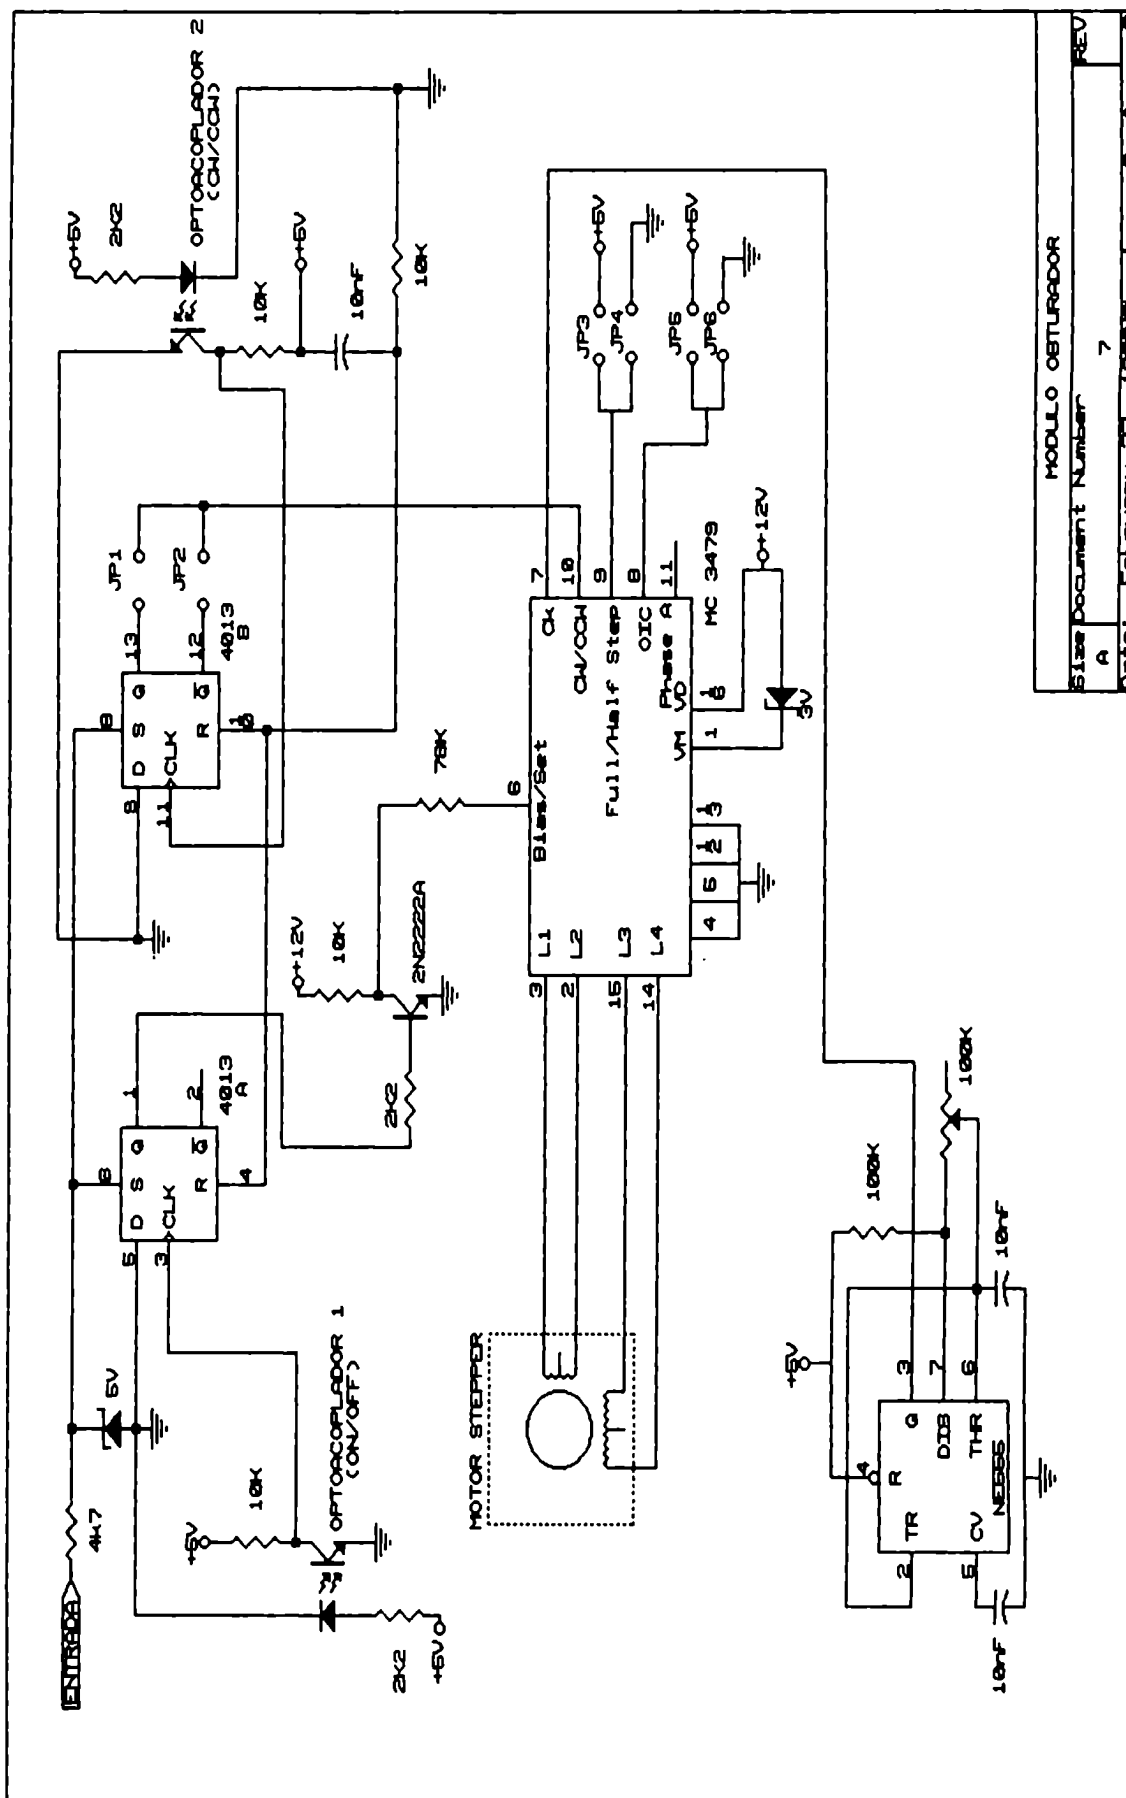 ENTRADA
4k7
5V
2K2
+5V
+5V
10K
OPTOACOPLADOR 1
(ON/OFF)
5
D
6
S
Q
1
3
CLK
R
Q
2
4
4013
A
2K2
+12V
10K
2N2222A
78K
9
D
8
S
Q
13
11
CLK
R
Q
12
10
4013
B
JP1
JP2
+5V
2K2
OPTOACOPLADOR 2
(CW/CCW)
10K
+5V
10nF
10K
MOTOR STEPPER
3
L1
2
L2
15
L3
14
L4
6
Bias/Set
Ck
7
CW/CCW
10
Full/Half Step
9
OIC
8
Phase A
11
MC 3479
4
5
12
13
VM
1
VD
16
3V
+12V
JP3
+5V
JP4
JP5
+5V
JP6
+5V
2
TR
4
R
Q
3
DIS
7
5
CV
THR
6
NE555
10nF
10nF
100K
100K
MODULO OBTURADOR
Size
Document Number
REV
A
7